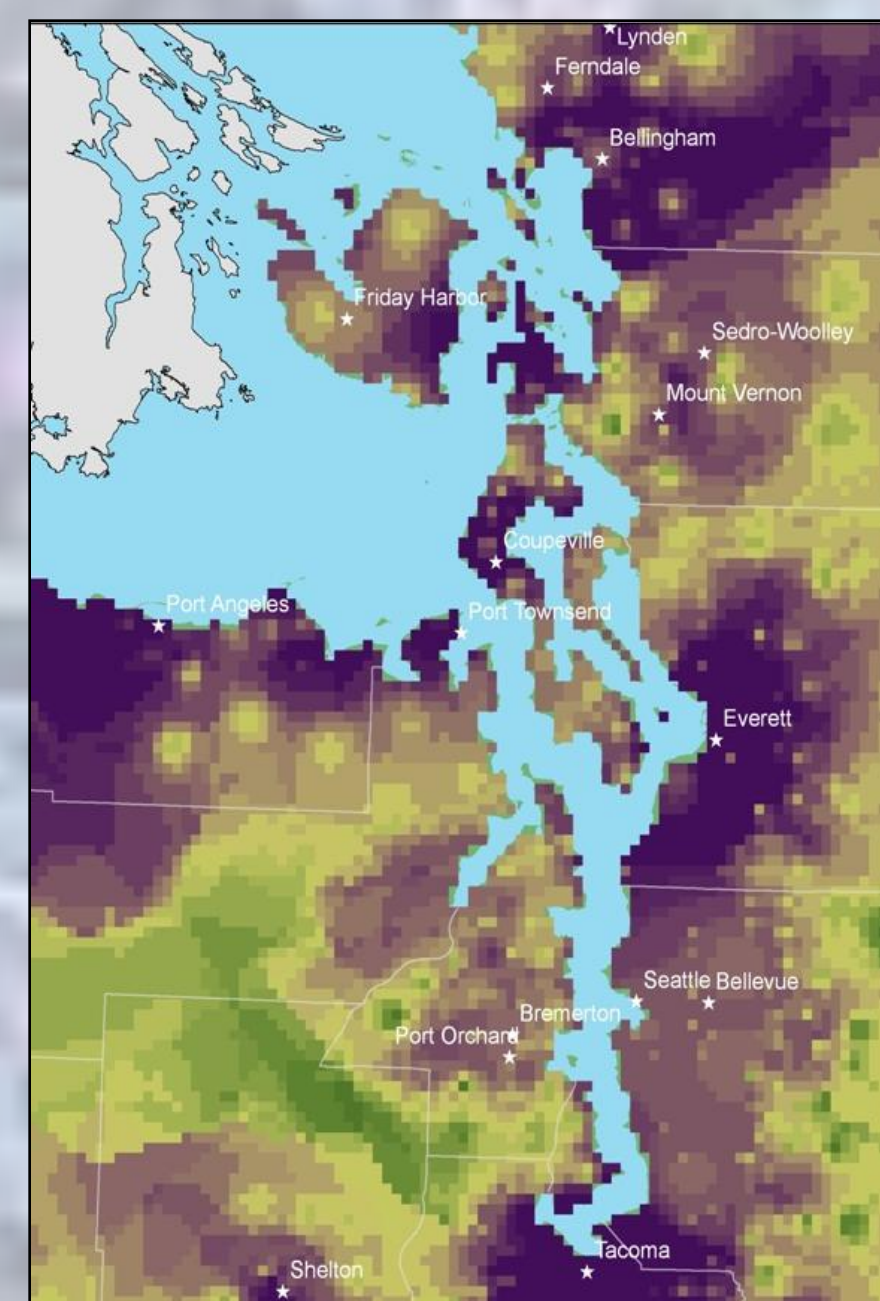 Lynden
Ferndale
Bellingham
Friday Harbor
Sedro-Woolley
Mount Vernon
Coupeville
Port Angeles
Port Townsend
Everett
Seattle Bellevue
Bremerton
Port Orchard
Tacoma
Shelton